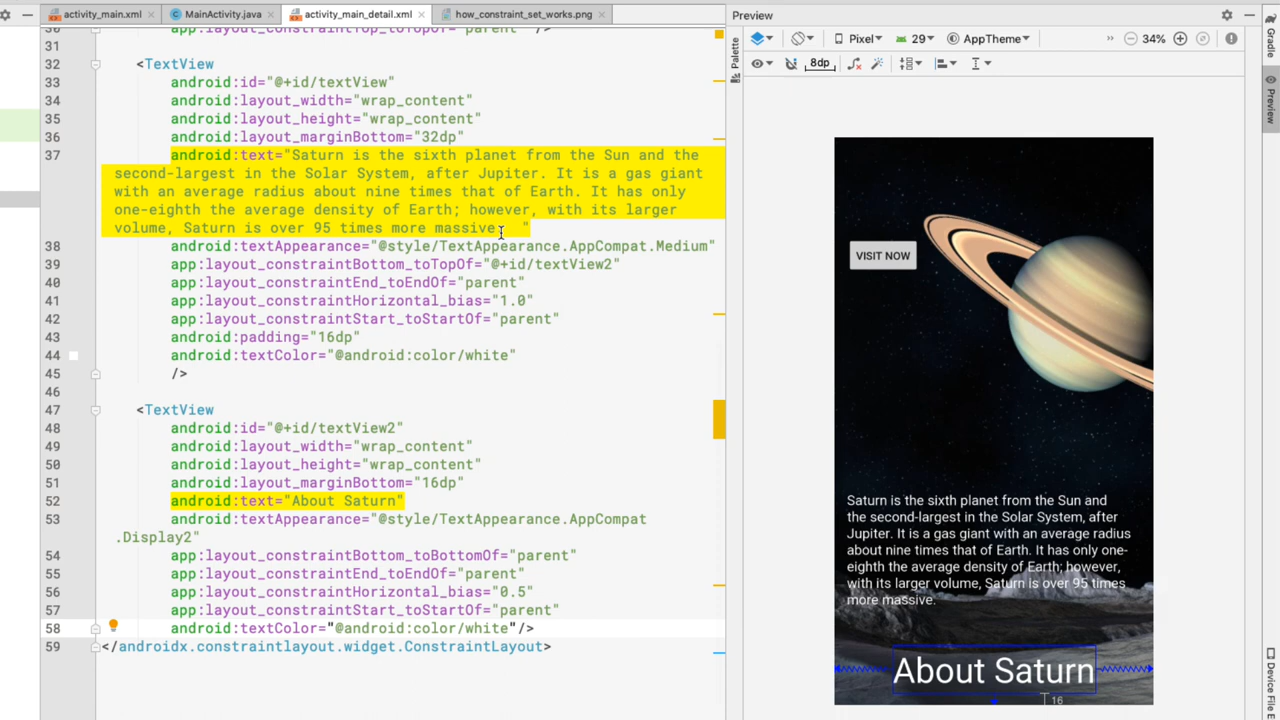 activity_main.xml
MainActivity.java
activity_main_detail.xml
how_constraint_set_works.png
31
32 <TextView
33 android:id="@+id/textView"
34 android:layout_width="wrap_content"
35 android:layout_height="wrap_content"
36 android:layout_marginBottom="32dp"
37 android:text="Saturn is the sixth planet from the Sun and the
second-largest in the Solar System, after Jupiter. It is a gas giant
with an average radius about nine times that of Earth. It has only
one-eighth the average density of Earth; however, with its larger
volume, Saturn is over 95 times more massive. "
38 android:textAppearance="@style/TextAppearance.AppCompat.Medium"
39 app:layout_constraintBottom_toTopOf="@+id/textView2"
40 app:layout_constraintEnd_toEndOf="parent"
41 app:layout_constraintHorizontal_bias="1.0"
42 app:layout_constraintStart_toStartOf="parent"
43 android:padding="16dp"
44 android:textColor="@android:color/white"
45 />
46
47 <TextView
48 android:id="@+id/textView2"
49 android:layout_width="wrap_content"
50 android:layout_height="wrap_content"
51 android:layout_marginBottom="16dp"
52 android:text="About Saturn"
53 android:textAppearance="@style/TextAppearance.AppCompat
.Display2"
54 app:layout_constraintBottom_toBottomOf="parent"
55 app:layout_constraintEnd_toEndOf="parent"
56 app:layout_constraintHorizontal_bias="0.5"
57 app:layout_constraintStart_toStartOf="parent"
58 android:textColor="@android:color/white"/>
59 </androidx.constraintlayout.widget.ConstraintLayout>
Preview
Palette
Pixel 29 AppTheme 34%
8dp
VISIT NOW
Saturn is the sixth planet from the Sun and
the second-largest in the Solar System, after
Jupiter. It is a gas giant with an average radius
about nine times that of Earth. It has only one-
eighth the average density of Earth; however,
with its larger volume, Saturn is over 95 times
more massive.
About Saturn
16
Gradle
Preview